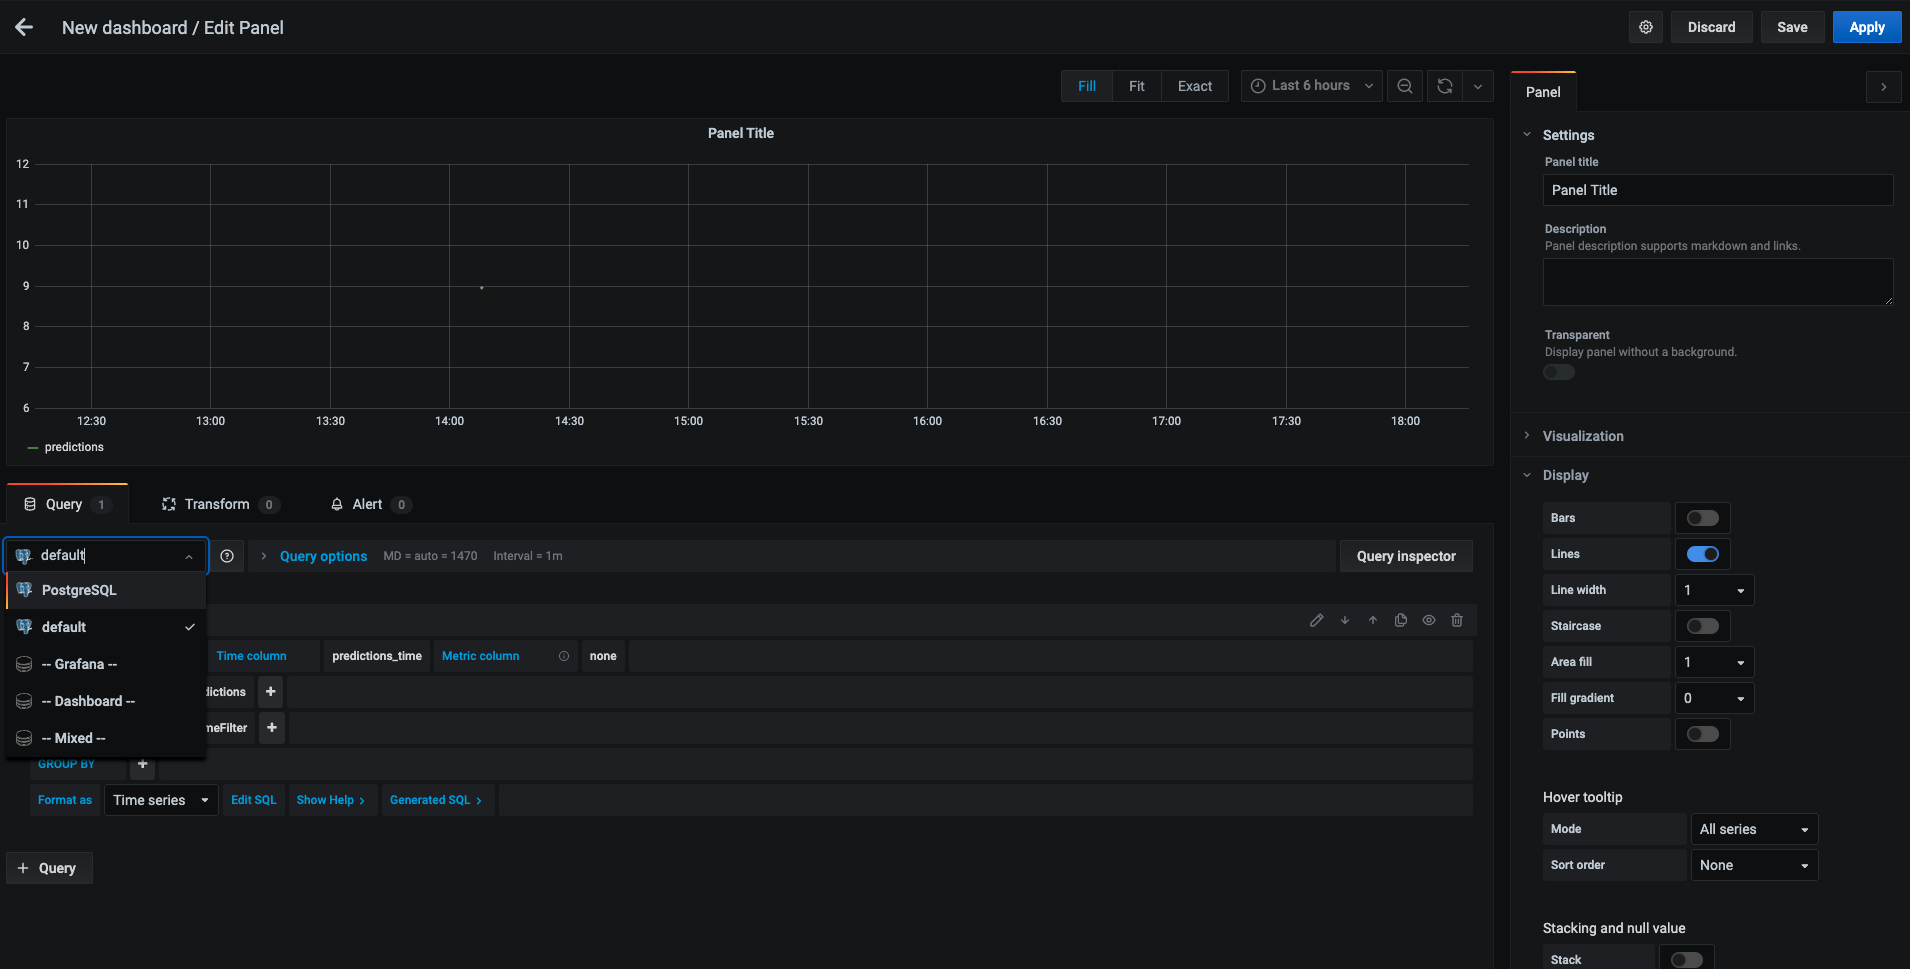 New dashboard / Edit Panel
Discard
Save
Apply
Fill
Fit
Exact
Last 6 hours
Panel Title
12
11
10
9
8
7
6
12:30
13:00
13:30
14:00
14:30
15:00
15:30
16:00
16:30
17:00
17:30
18:00
predictions
Query 1
Transform 0
Alert 0
default
Query options MD = auto = 1470 Interval = 1m
Query inspector
PostgreSQL
default
-- Grafana --
-- Dashboard --
-- Mixed --
Time column predictions_time Metric column none
dictions +
meFilter +
GROUP BY +
Format as Time series Edit SQL Show Help > Generated SQL >
+ Query
Panel
Settings
Panel title
Panel Title
Description
Panel description supports markdown and links.
Transparent
Display panel without a background.
Visualization
Display
Bars
Lines
Line width 1
Staircase
Area fill 1
Fill gradient 0
Points
Hover tooltip
Mode All series
Sort order None
Stacking and null value
Stack